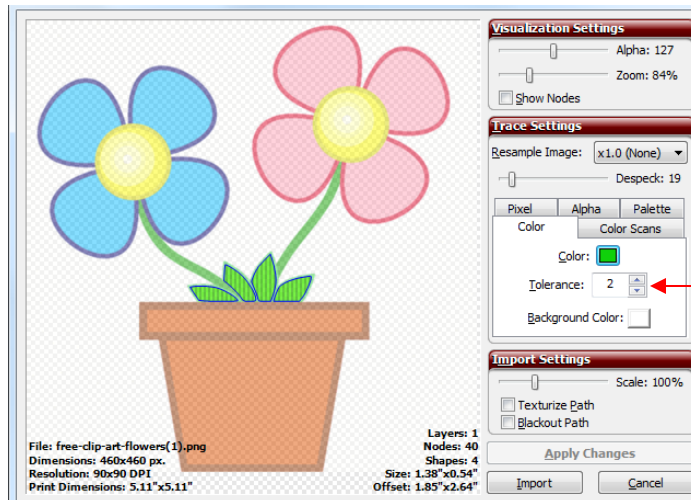 Visualization Settings
Alpha: 127
Zoom: 84%
Show Nodes
Trace Settings
Resample Image: x1.0 (None)
Despeck: 19
Pixel Alpha Palette
Color Color Scans
Color:
Tolerance: 2
Background Color:
Import Settings
Scale: 100%
Texturize Path
Blackout Path
Apply Changes
Import Cancel
File: free-clip-art-flowers(1).png
Dimensions: 460x460 px.
Resolution: 90x90 DPI
Print Dimensions: 5.11"x5.11"
Layers: 1
Nodes: 40
Shapes: 4
Size: 1.38"x0.54"
Offset: 1.85"x2.64"